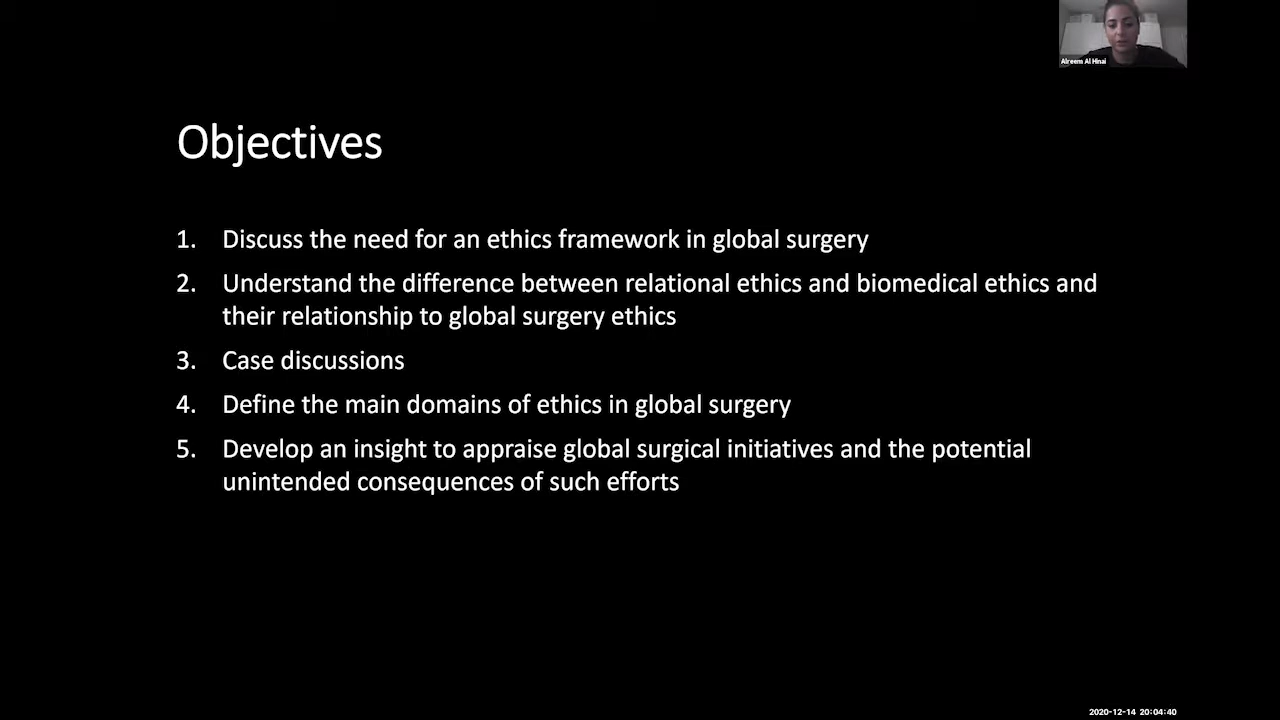 Alreem Al Hinai
Objectives
1. Discuss the need for an ethics framework in global surgery
2. Understand the difference between relational ethics and biomedical ethics and
their relationship to global surgery ethics
3. Case discussions
4. Define the main domains of ethics in global surgery
5. Develop an insight to appraise global surgical initiatives and the potential
unintended consequences of such efforts
2020-12-14 20:04:40